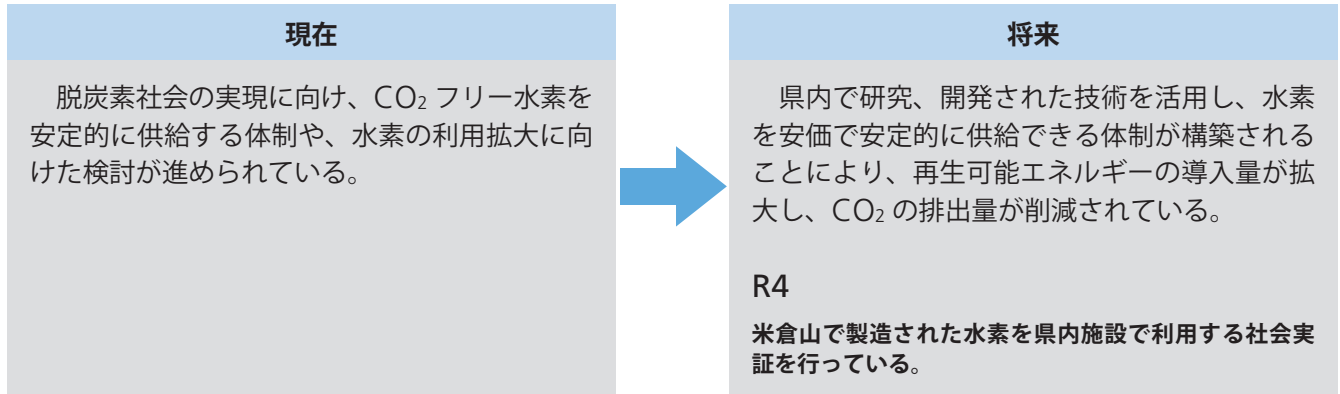 現在
脱炭素社会の実現に向け、CO2 フリー水素を
安定的に供給する体制や、水素の利用拡大に向
けた検討が進められている。
将来
県内で研究、開発された技術を活用し、水素
を安価で安定的に供給できる体制が構築される
ことにより、再生可能エネルギーの導入量が拡
大し、CO2 の排出量が削減されている。
R4
米倉山で製造された水素を県内施設で利用する社会実
証を行っている。